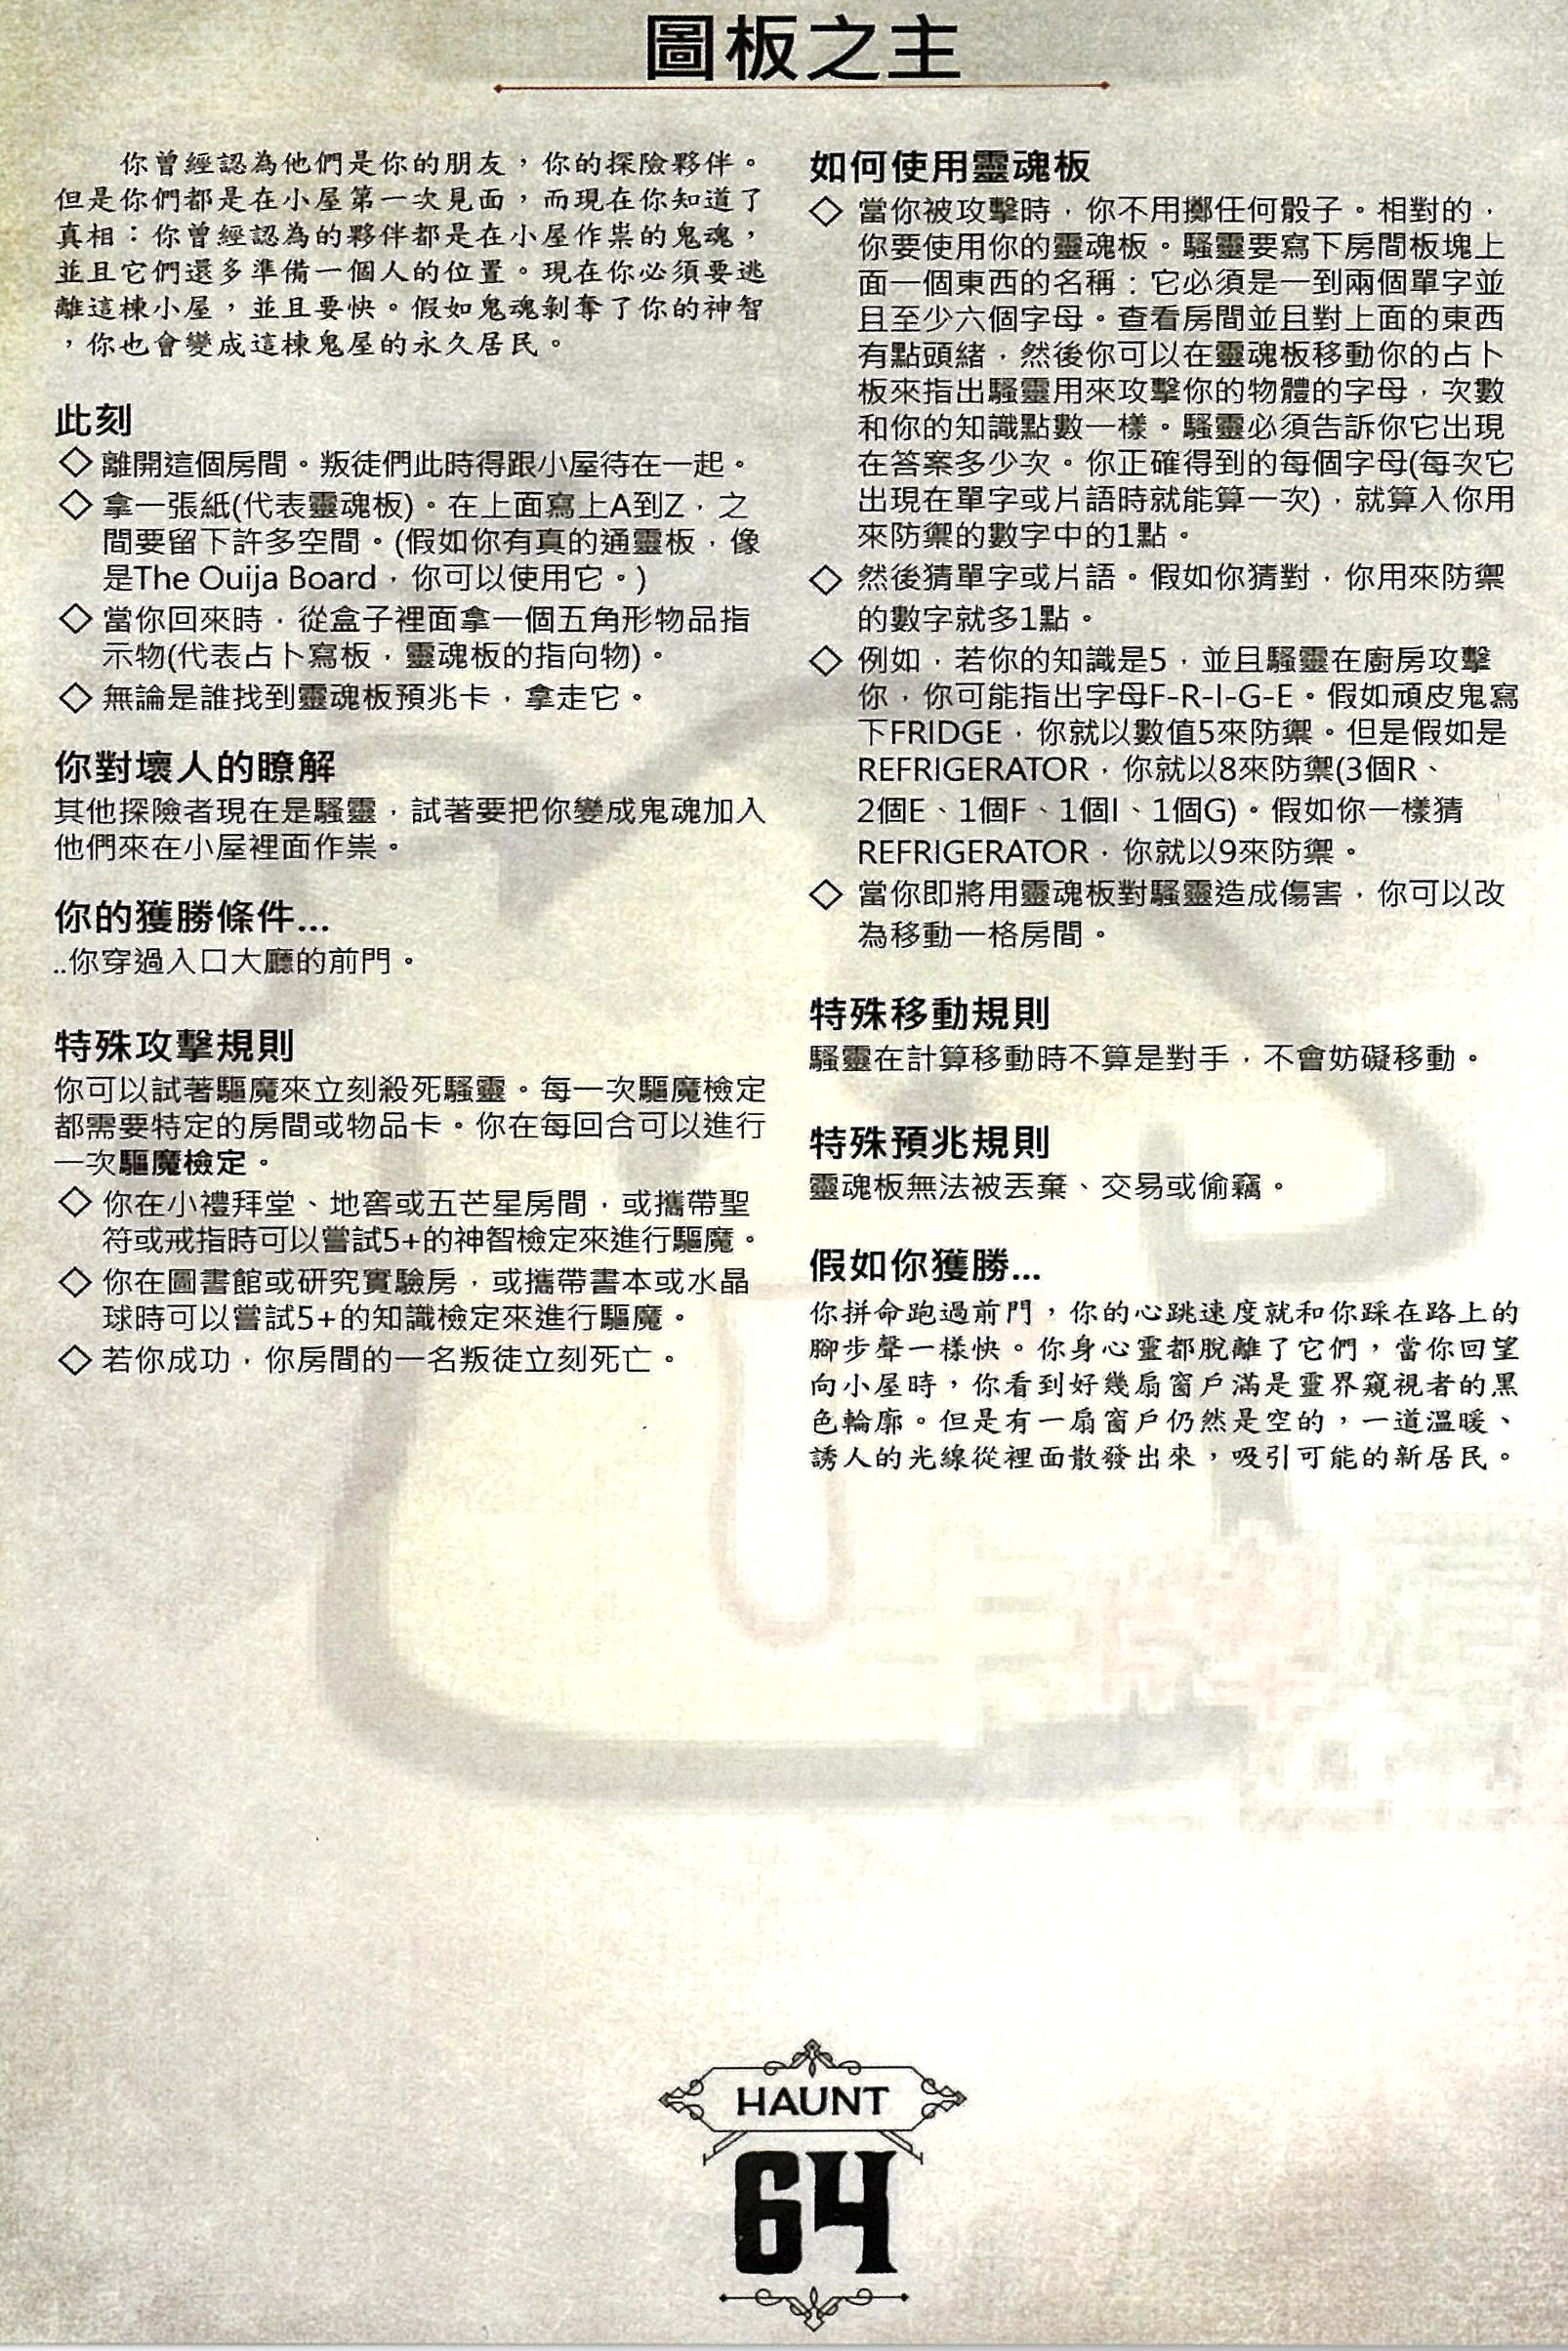 圖板之主
你曾經認為他們是你的朋友，你的探險夥伴。
但是你們都是在小屋第一次見面，而現在你知道了
真相：你曾經認為的夥伴都是在小屋作祟的鬼魂，
並且它們還多準備一個人的位置。現在你必須要逃
離這棟小屋，並且要快。假如鬼魂剝奪了你的神智
，你也會變成這棟鬼屋的永久居民。
此刻
◇ 離開這個房間。叛徒們此時得跟小屋待在一起。
◇ 拿一張紙(代表靈魂板)。在上面寫上A到Z，之
間要留下許多空間。(假如你有真的通靈板，像
是The Ouija Board，你可以使用它。)
◇ 當你回來時，從盒子裡面拿一個五角形物品指
示物(代表占卜寫板，靈魂板的指向物)。
◇ 無論是誰找到靈魂板預兆卡，拿走它。
你對壞人的瞭解
其他探險者現在是騷靈，試著要把你變成鬼魂加入
他們來在小屋裡面作祟。
你的獲勝條件...
..你穿過入口大廳的前門。
特殊攻擊規則
你可以試著驅魔來立刻殺死騷靈。每一次驅魔檢定
都需要特定的房間或物品卡。你在每回合可以進行
一次驅魔檢定。
◇ 你在小禮拜堂、地窖或五芒星房間，或攜帶聖
符或戒指時可以嘗試5+的神智檢定來進行驅魔。
◇ 你在圖書館或研究實驗房，或攜帶書本或水晶
球時可以嘗試5+的知識檢定來進行驅魔。
◇ 若你成功，你房間的一名叛徒立刻死亡。
如何使用靈魂板
◇ 當你被攻擊時，你不用擲任何骰子。相對的，
你要使用你的靈魂板。騷靈要寫下房間板塊上
面一個東西的名稱：它必須是一到兩個單字並
且至少六個字母。查看房間並且對上面的東西
有點頭緒，然後你可以在靈魂板移動你的占卜
板來指出騷靈用來攻擊你的物體的字母，次數
和你的知識點數一樣。騷靈必須告訴你它出現
在答案多少次。你正確得到的每個字母(每次它
出現在單字或片語時就能算一次)，就算入你用
來防禦的數字中的1點。
◇ 然後猜單字或片語。假如你猜對，你用來防禦
的數字就多1點。
◇ 例如，若你的知識是5，並且騷靈在廚房攻擊
你，你可能指出字母F-R-I-G-E。假如頑皮鬼寫
下FRIDGE，你就以數值5來防禦。但是假如是
REFRIGERATOR，你就以8來防禦(3個R、
2個E、1個F、1個I、1個G)。假如你一樣猜
REFRIGERATOR，你就以9來防禦。
◇ 當你即將用靈魂板對騷靈造成傷害，你可以改
為移動一格房間。
特殊移動規則
騷靈在計算移動時不算是對手，不會妨礙移動。
特殊預兆規則
靈魂板無法被丟棄、交易或偷竊。
假如你獲勝...
你拼命跑過前門，你的心跳速度就和你踩在路上的
腳步聲一樣快。你身心靈都脫離了它們，當你回望
向小屋時，你看到好幾扇窗戶滿是靈界窺視者的黑
色輪廓。但是有一扇窗戶仍然是空的，一道溫暖、
誘人的光線從裡面散發出來，吸引可能的新居民。
HAUNT
64